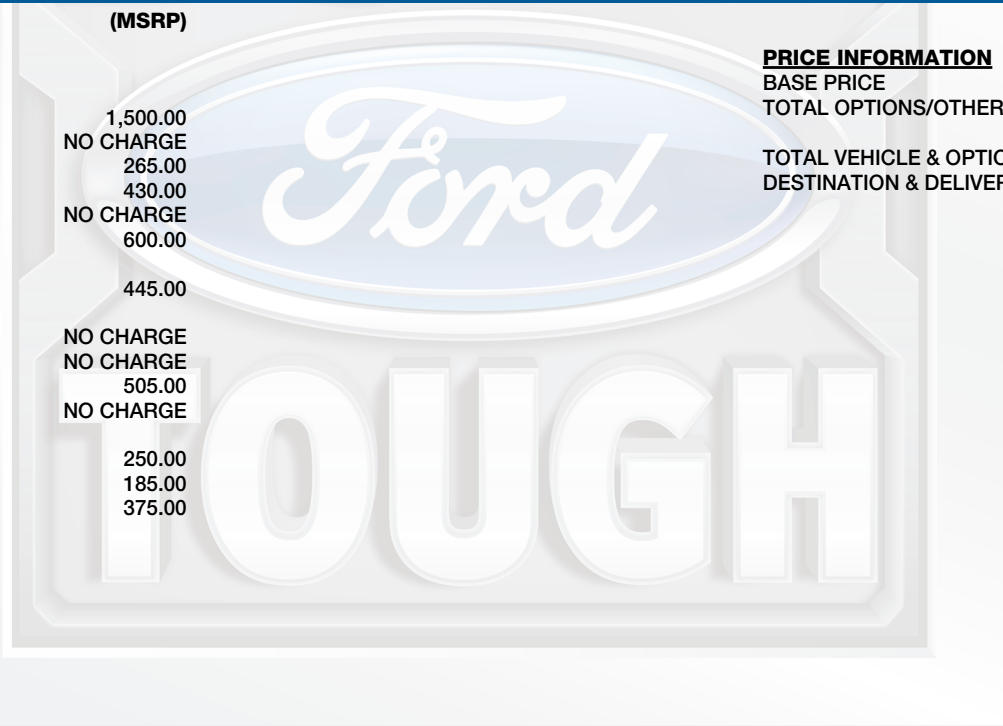 (MSRP)
1,500.00
NO CHARGE
265.00
430.00
NO CHARGE
600.00
445.00
NO CHARGE
NO CHARGE
505.00
NO CHARGE
250.00
185.00
375.00
PRICE INFORMATION
BASE PRICE
TOTAL OPTIONS/OTHER
TOTAL VEHICLE & OPTIO
DESTINATION & DELIVER
Ford
TOUGH